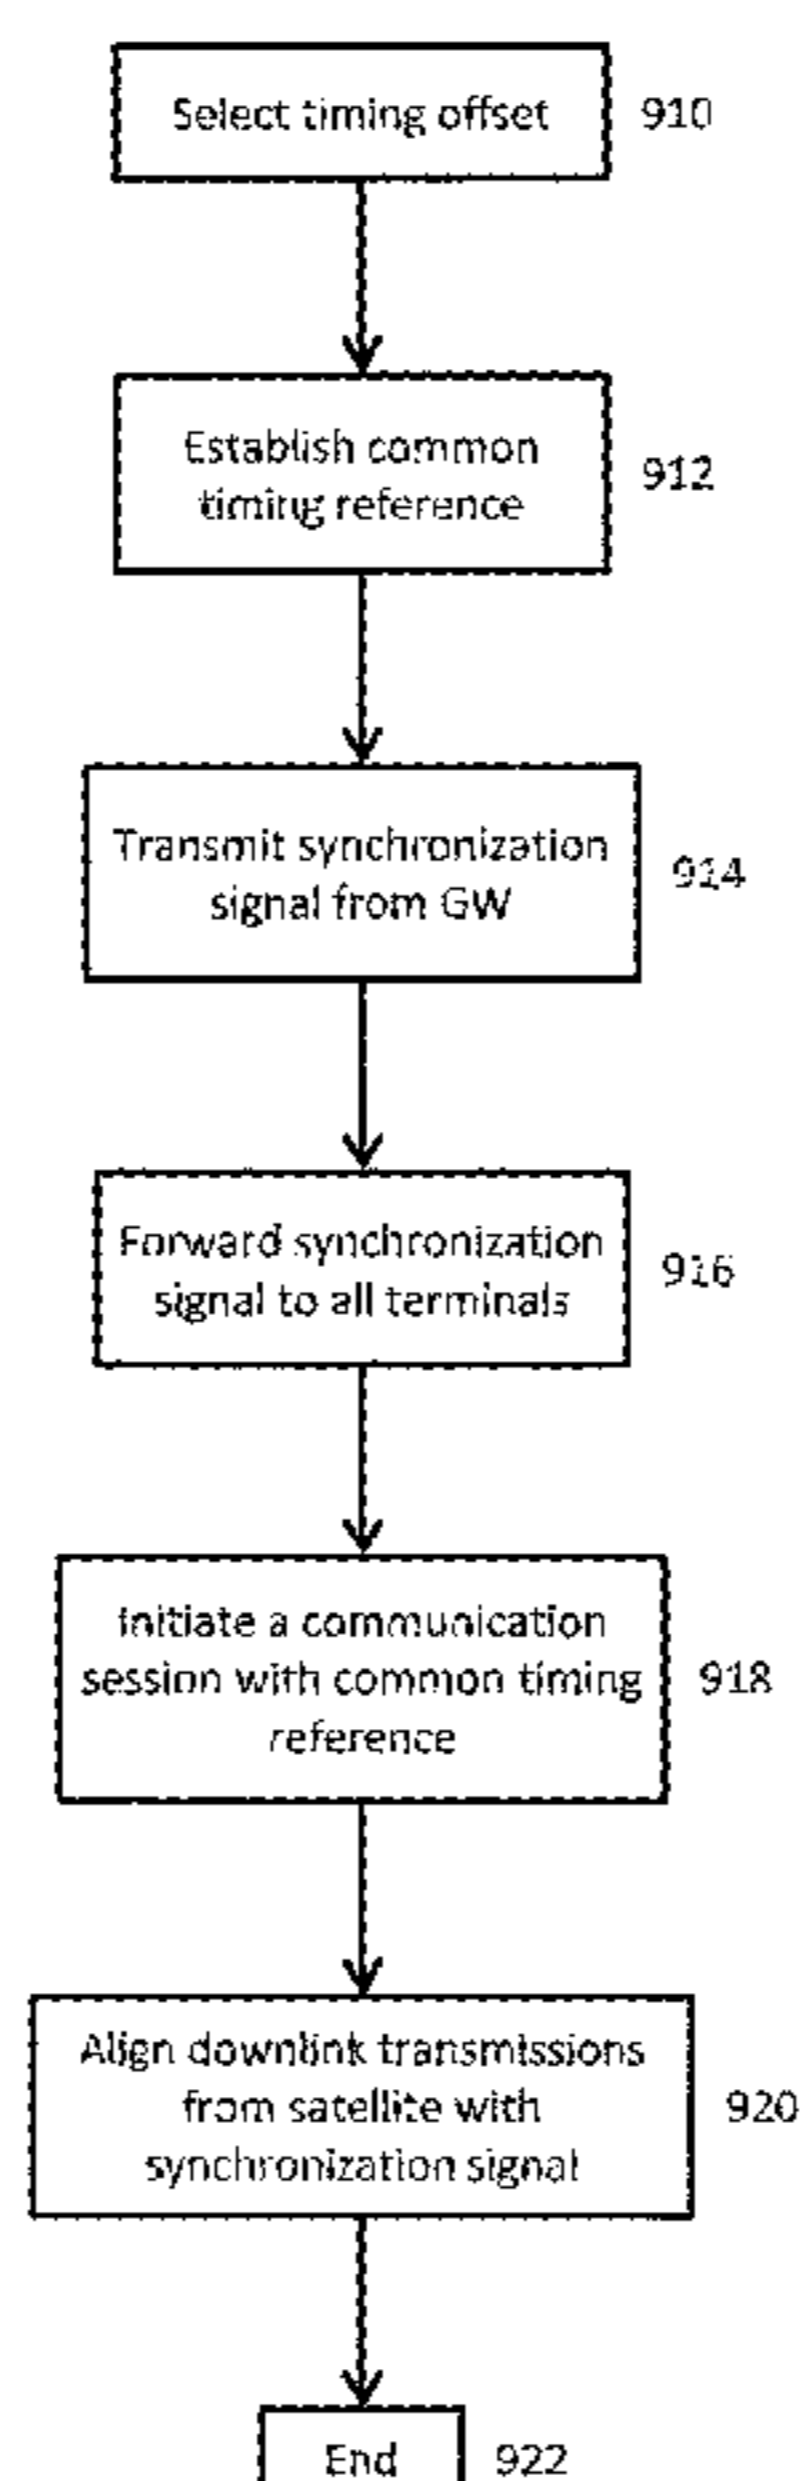 Select timing offset
910
Establish common
timing reference
912
Transmit synchronization
signal from GW
914
Forward synchronization
signal to all terminals
916
Initiate a communication
session with common timing
reference
918
Align downlink transmissions
from satellite with
synchronization signal
920
End
922